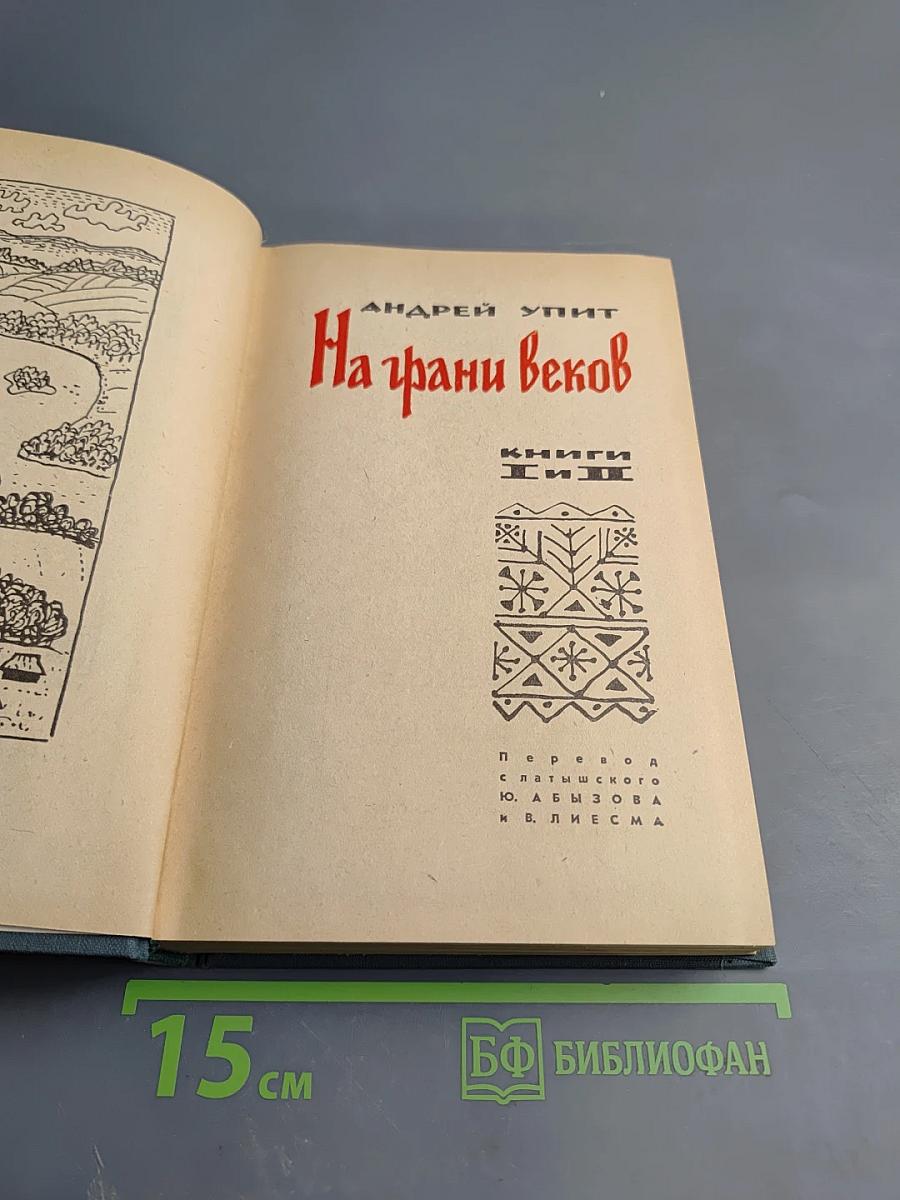 АНДРЕЙ УПИТ
На грани веков
КНИГИ
I и II
Перевод
с латышского
Ю. АБЫЗОВА
и В. ЛИЕСМА
15 см
БФ БИБЛИОФАН